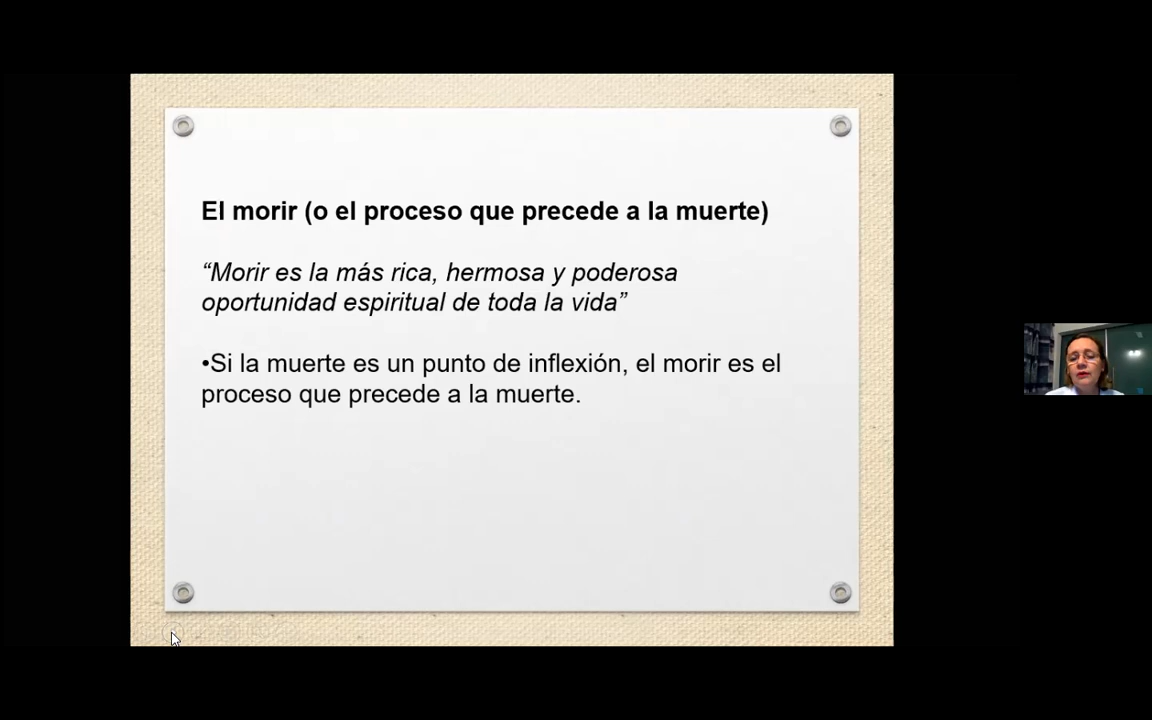 El morir (o el proceso que precede a la muerte)
“Morir es la más rica, hermosa y poderosa
oportunidad espiritual de toda la vida”
•Si la muerte es un punto de inflexión, el morir es el
proceso que precede a la muerte.